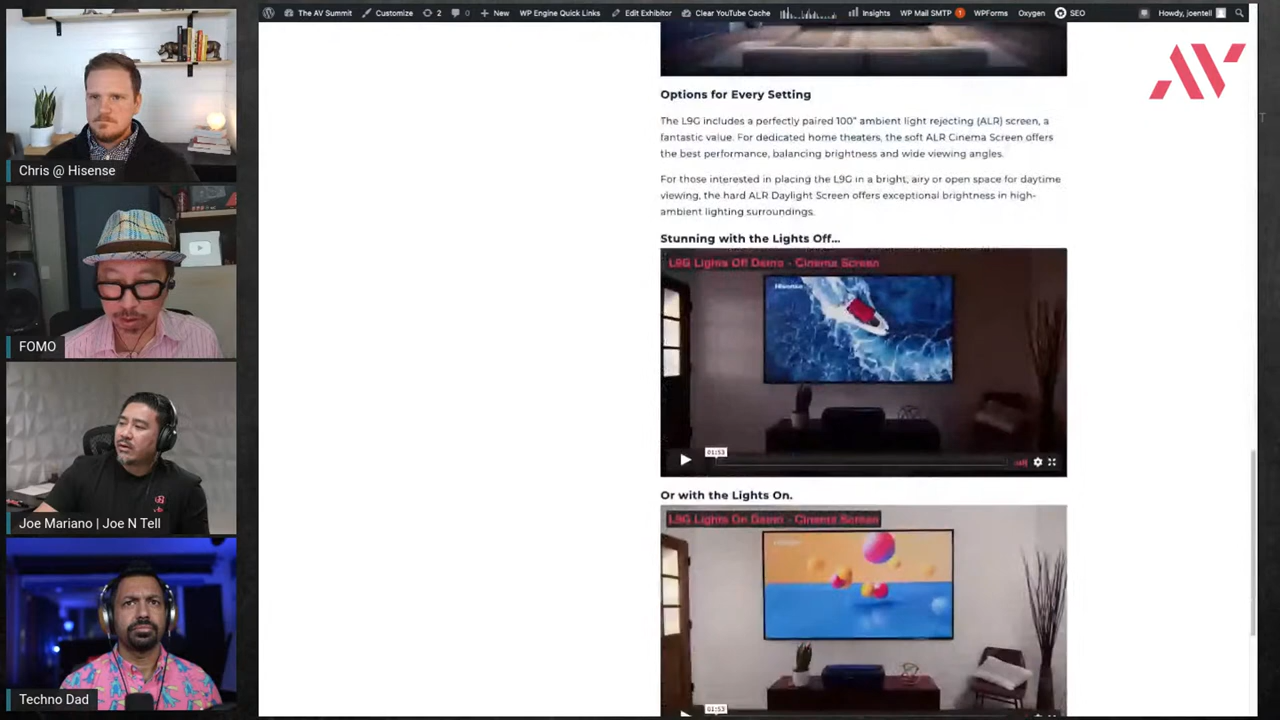 The AV Summit
Customize
2
0
New
WP Engine Quick Links
Edit Exhibitor
Clear YouTube Cache
Insights
WP Mail SMTP
1
WPForms
Oxygen
SEO
Howdy, joentell
AV
Chris @ Hisense
FOMO
Joe Mariano | Joe N Tell
Techno Dad
Options for Every Setting
The L9G includes a perfectly paired 100" ambient light rejecting (ALR) screen, a
fantastic value. For dedicated home theaters, the soft ALR Cinema Screen offers
the best performance, balancing brightness and wide viewing angles.
For those interested in placing the L9G in a bright, airy or open space for daytime
viewing, the hard ALR Daylight Screen offers exceptional brightness in high-
ambient lighting surroundings.
Stunning with the Lights Off...
L9G Lights Off Demo - Cinema Screen
Hisense
01:53
Or with the Lights On.
L9G Lights On Demo - Cinema Screen
01:53